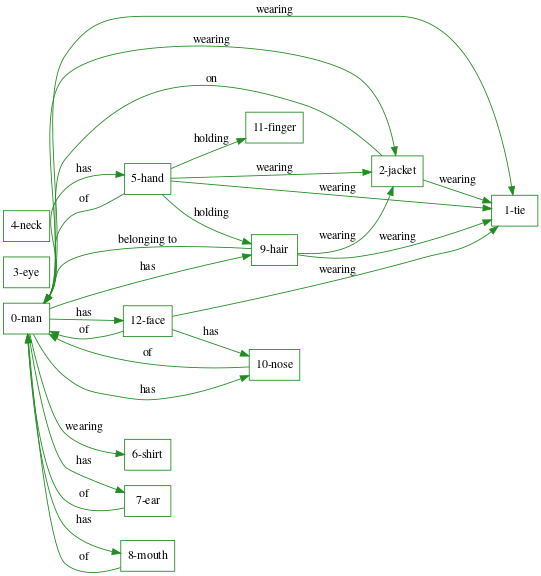 wearing
wearing
on
11-finger
holding
has
5-hand
wearing
2-jacket
wearing
wearing
of
1-tie
4-neck
holding
belonging to
9-hair
wearing
wearing
3-eye
has
wearing
0-man
has
12-face
of
has
of
10-nose
has
wearing
6-shirt
has
7-ear
of
has
8-mouth
of